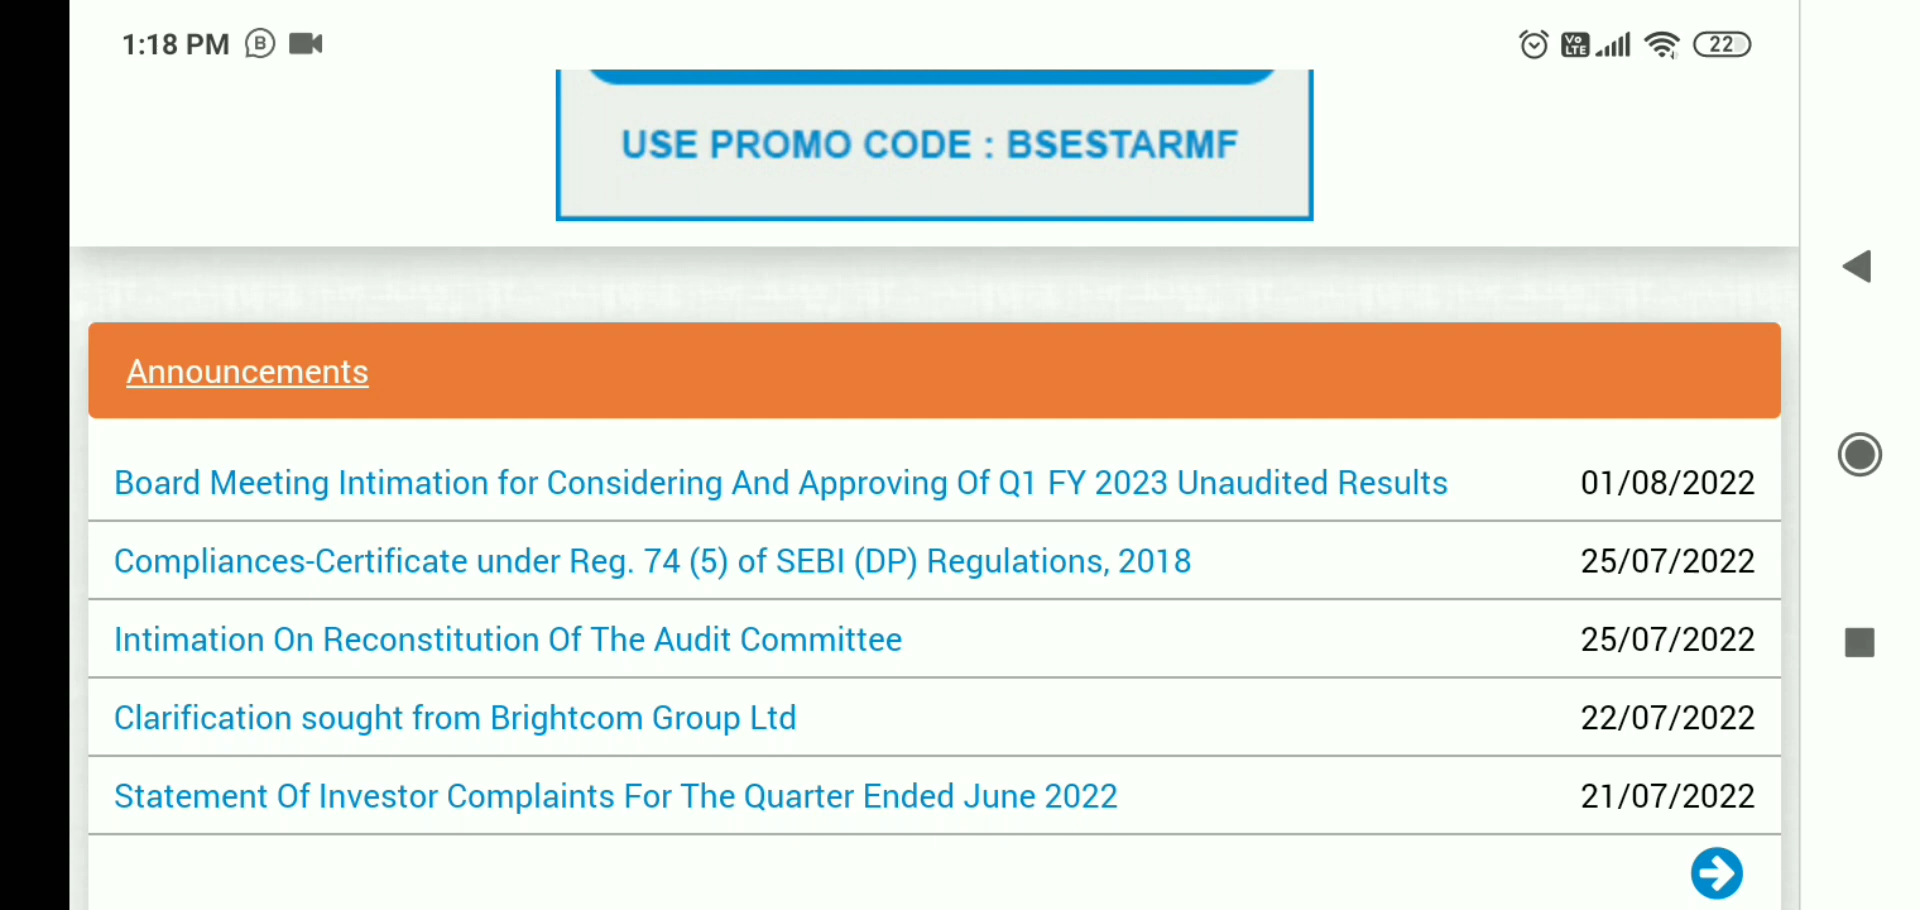 1:18 PM B Vo LTE 22
USE PROMO CODE : BSESTARMF
Announcements
Board Meeting Intimation for Considering And Approving Of Q1 FY 2023 Unaudited Results 01/08/2022
Compliances-Certificate under Reg. 74 (5) of SEBI (DP) Regulations, 2018 25/07/2022
Intimation On Reconstitution Of The Audit Committee 25/07/2022
Clarification sought from Brightcom Group Ltd 22/07/2022
Statement Of Investor Complaints For The Quarter Ended June 2022 21/07/2022